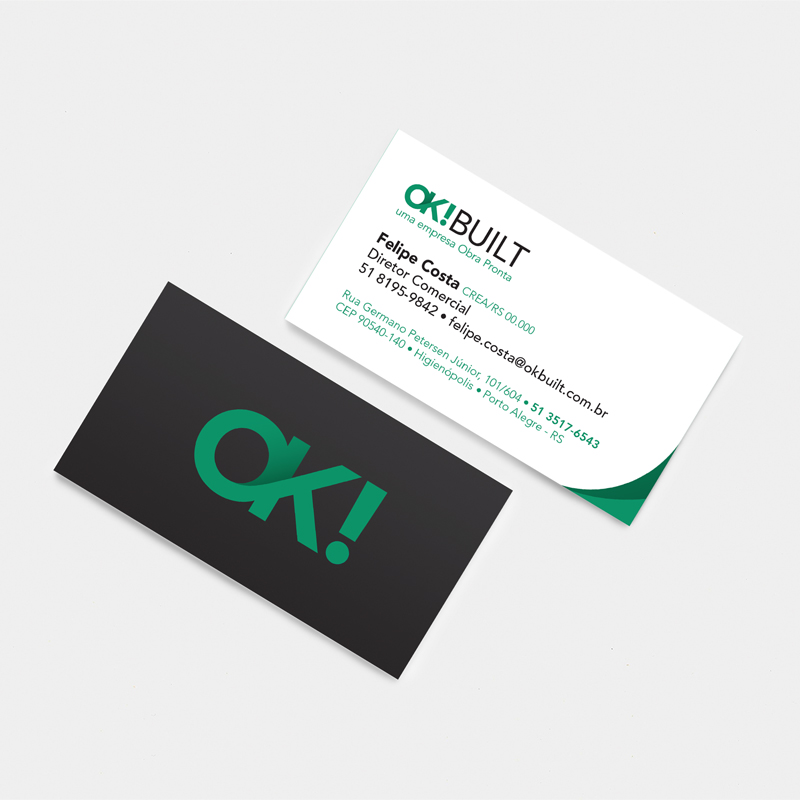 OK!BUILT
uma empresa Obra Pronta
Felipe Costa CREA/RS 00.000
Diretor Comercial
51 8195-9842 • felipe.costa@okbuilt.com.br
Rua Germano Petersen Júnior, 101/604 • 51 3517-6543
CEP 90540-140 • Higienópolis • Porto Alegre - RS
OK!